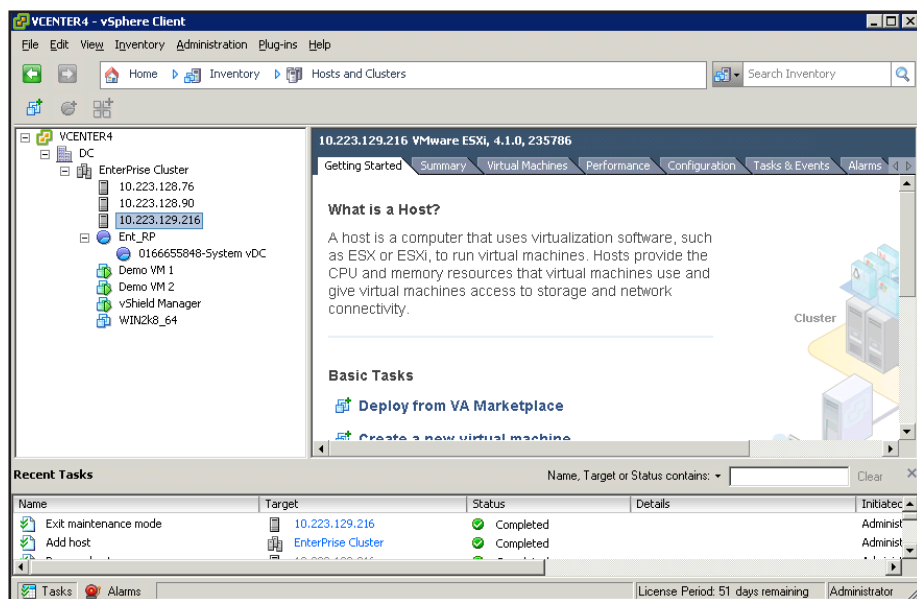 VCENTER4 - vSphere Client
File Edit View Inventory Administration Plug-ins Help
Home Inventory Hosts and Clusters Search Inventory
VCENTER4
DC
EnterPrise Cluster
10.223.128.76
10.223.128.90
10.223.129.216
Ent_RP
0166655848-System vDC
Demo VM 1
Demo VM 2
vShield Manager
WIN2k8_64
10.223.129.216 VMware ESXi, 4.1.0, 235786
Getting Started Summary Virtual Machines Performance Configuration Tasks & Events Alarms
What is a Host?
A host is a computer that uses virtualization software, such
as ESX or ESXi, to run virtual machines. Hosts provide the
CPU and memory resources that virtual machines use and
give virtual machines access to storage and network
connectivity.
Cluster
Basic Tasks
Deploy from VA Marketplace
Create a new virtual machine
Recent Tasks Name, Target or Status contains: Clear
Name Target Status Details Initiated
Exit maintenance mode 10.223.129.216 Completed Administ
Add host EnterPrise Cluster Completed Administ
Tasks Alarms License Period: 51 days remaining Administrator